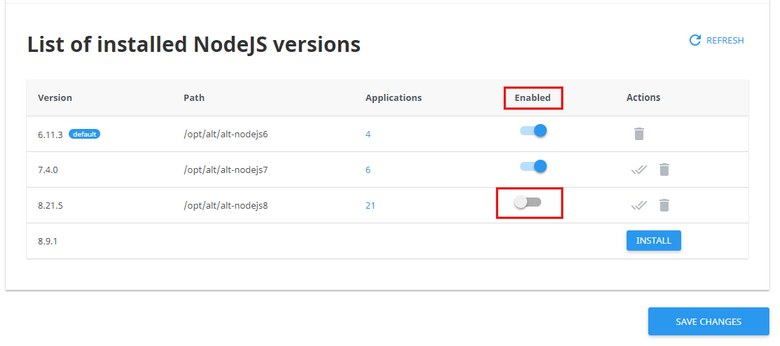 List of installed NodeJS versions
REFRESH
Version Path Applications Enabled Actions
6.11.3 default /opt/alt/alt-nodejs6 4
7.4.0 /opt/alt/alt-nodejs7 6
8.21.5 /opt/alt/alt-nodejs8 21
8.9.1 INSTALL
SAVE CHANGES